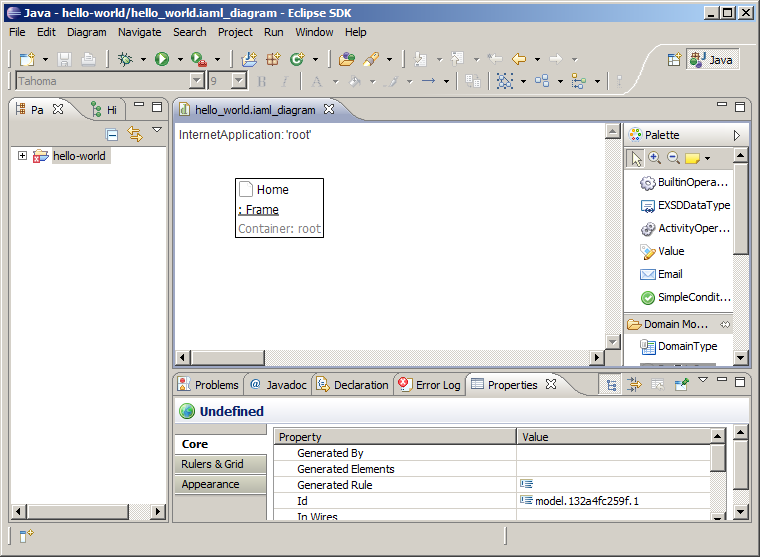 Java - hello-world/hello_world.iaml_diagram - Eclipse SDK
File Edit Diagram Navigate Search Project Run Window Help
Java
Tahoma 9 B I A
Pa Hi
hello-world
hello_world.iaml_diagram
InternetApplication: 'root'
Home
: Frame
Container: root
Palette
BuiltinOpera...
EXSDDataType
ActivityOper...
Value
Email
SimpleCondit...
Domain Mo...
DomainType
Problems @ Javadoc Declaration Error Log Properties
Undefined
Core
Rulers & Grid
Appearance
Property Value
Generated By
Generated Elements
Generated Rule
Id model.132a4fc259f.1
In Wires